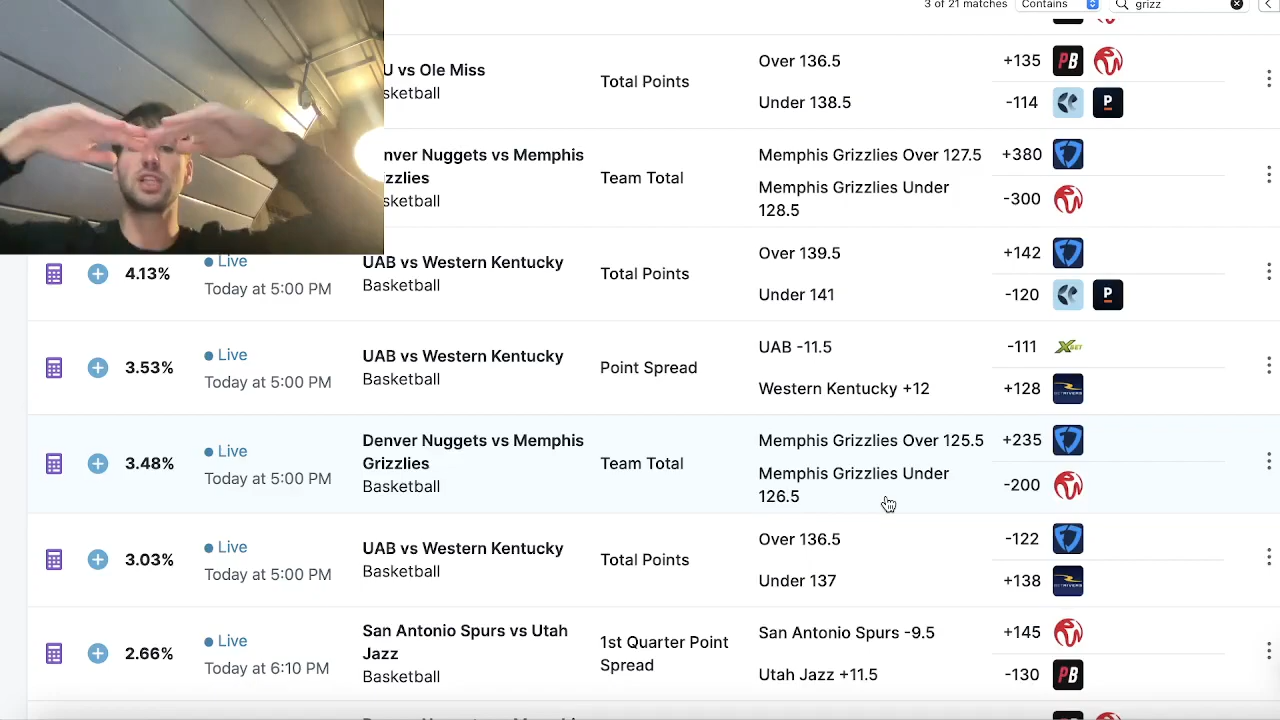 3 of 21 matches Contains grizz
U vs Ole Miss
sketball
Total Points
Over 136.5 +135 PB
Under 138.5 -114 P
nver Nuggets vs Memphis
zzlies
sketball
Team Total
Memphis Grizzlies Over 127.5 +380
Memphis Grizzlies Under
128.5
-300
4.13%
Live
Today at 5:00 PM
UAB vs Western Kentucky
Basketball
Total Points
Over 139.5 +142
Under 141 -120 P
3.53%
Live
Today at 5:00 PM
UAB vs Western Kentucky
Basketball
Point Spread
UAB -11.5 -111 XBET
Western Kentucky +12 +128 BETRIVERS
3.48%
Live
Today at 5:00 PM
Denver Nuggets vs Memphis
Grizzlies
Basketball
Team Total
Memphis Grizzlies Over 125.5 +235
Memphis Grizzlies Under
126.5
-200
3.03%
Live
Today at 5:00 PM
UAB vs Western Kentucky
Basketball
Total Points
Over 136.5 -122
Under 137 +138 BETRIVERS
2.66%
Live
Today at 6:10 PM
San Antonio Spurs vs Utah
Jazz
Basketball
1st Quarter Point
Spread
San Antonio Spurs -9.5 +145
Utah Jazz +11.5 -130 PB